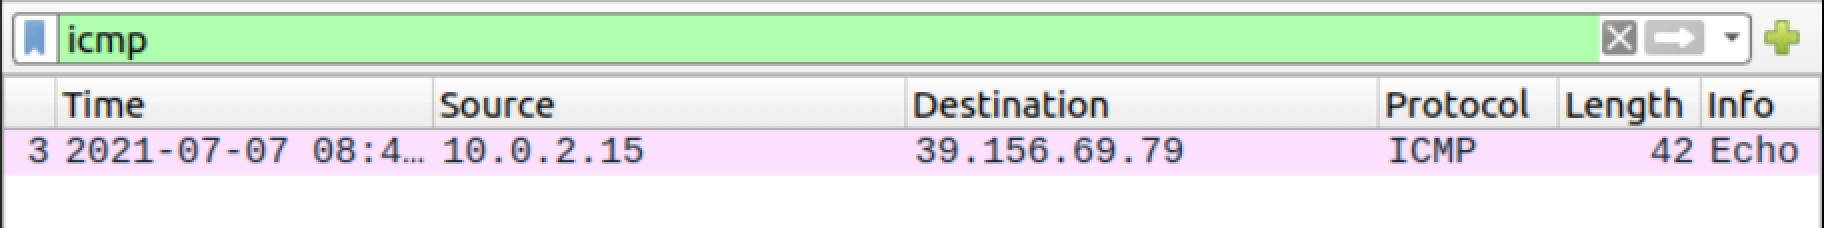 icmp
Time Source Destination Protocol Length Info
3 2021-07-07 08:4… 10.0.2.15 39.156.69.79 ICMP 42 Echo